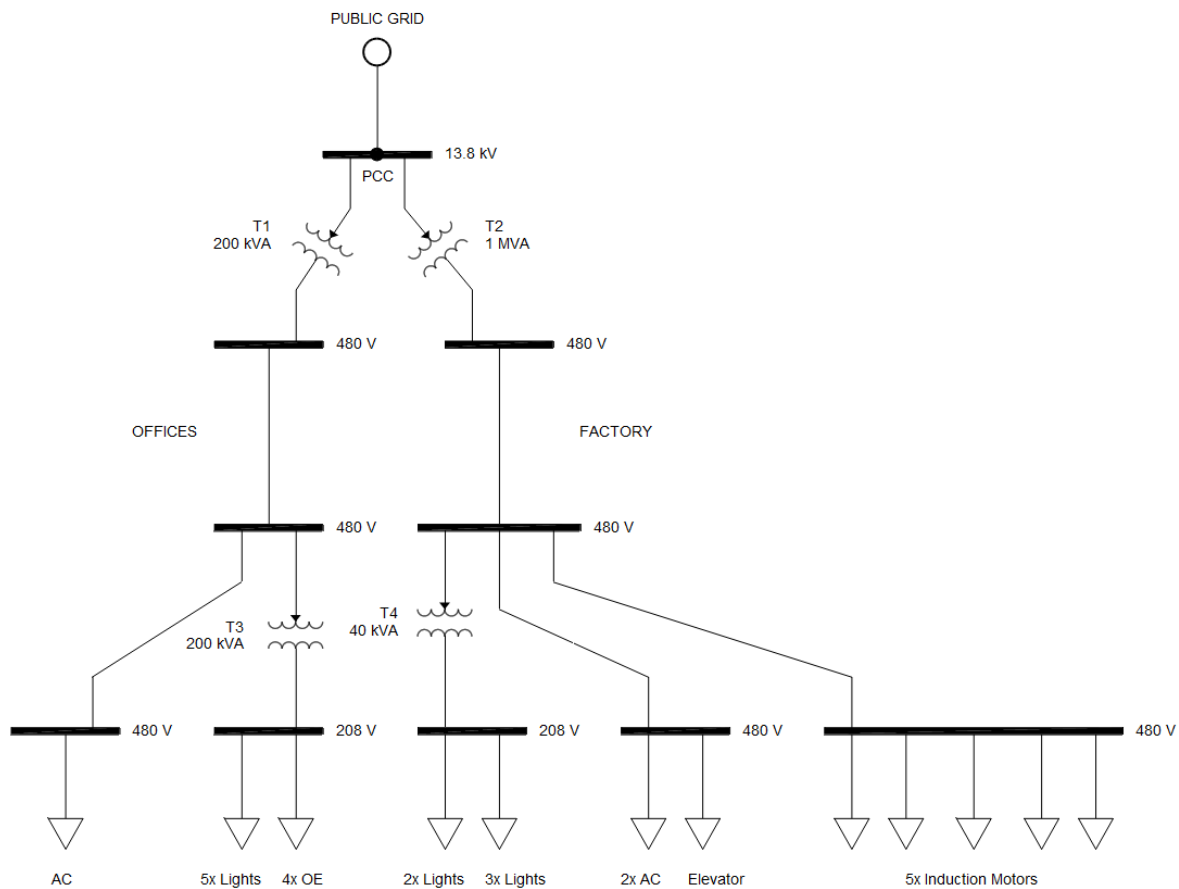 PUBLIC GRID
13.8 kV
PCC
T1
200 kVA
T2
1 MVA
480 V
480 V
OFFICES
FACTORY
480 V
480 V
T3
200 kVA
T4
40 kVA
480 V
208 V
208 V
480 V
480 V
AC
5x Lights
4x OE
2x Lights
3x Lights
2x AC
Elevator
5x Induction Motors